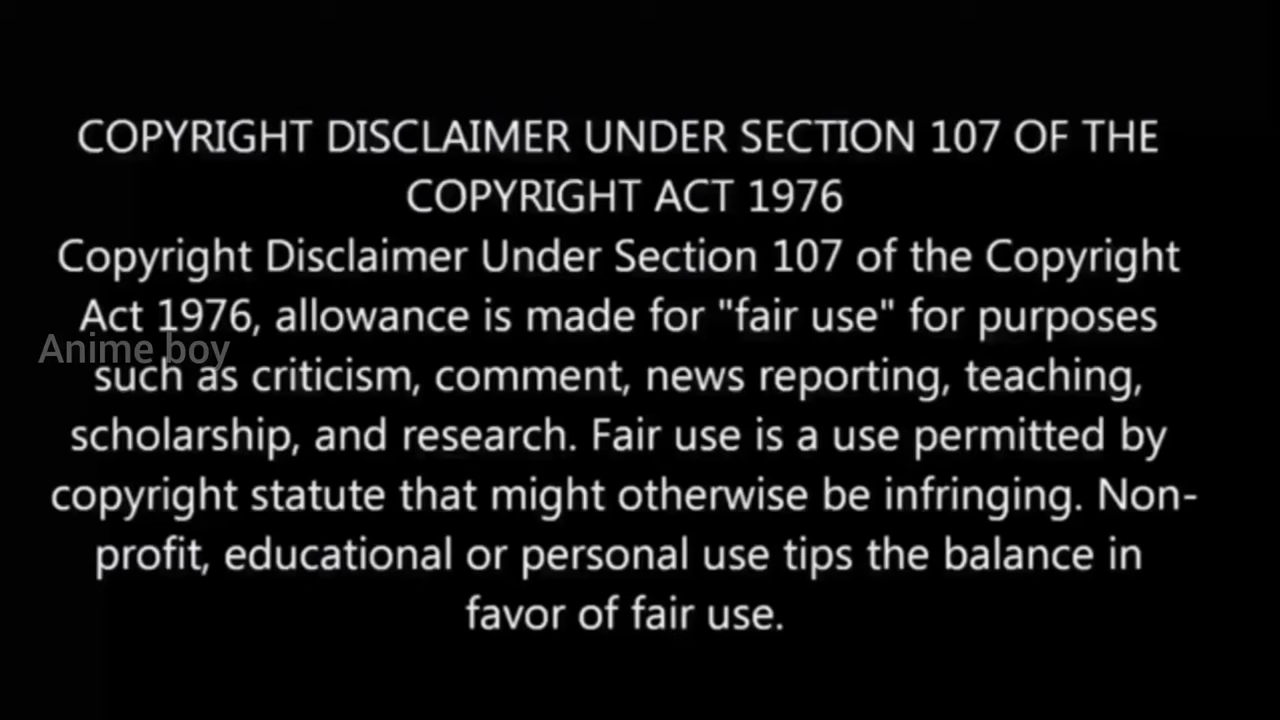 COPYRIGHT DISCLAIMER UNDER SECTION 107 OF THE
COPYRIGHT ACT 1976
Copyright Disclaimer Under Section 107 of the Copyright
Act 1976, allowance is made for "fair use" for purposes
Anime boy
such as criticism, comment, news reporting, teaching,
scholarship, and research. Fair use is a use permitted by
copyright statute that might otherwise be infringing. Non-
profit, educational or personal use tips the balance in
favor of fair use.